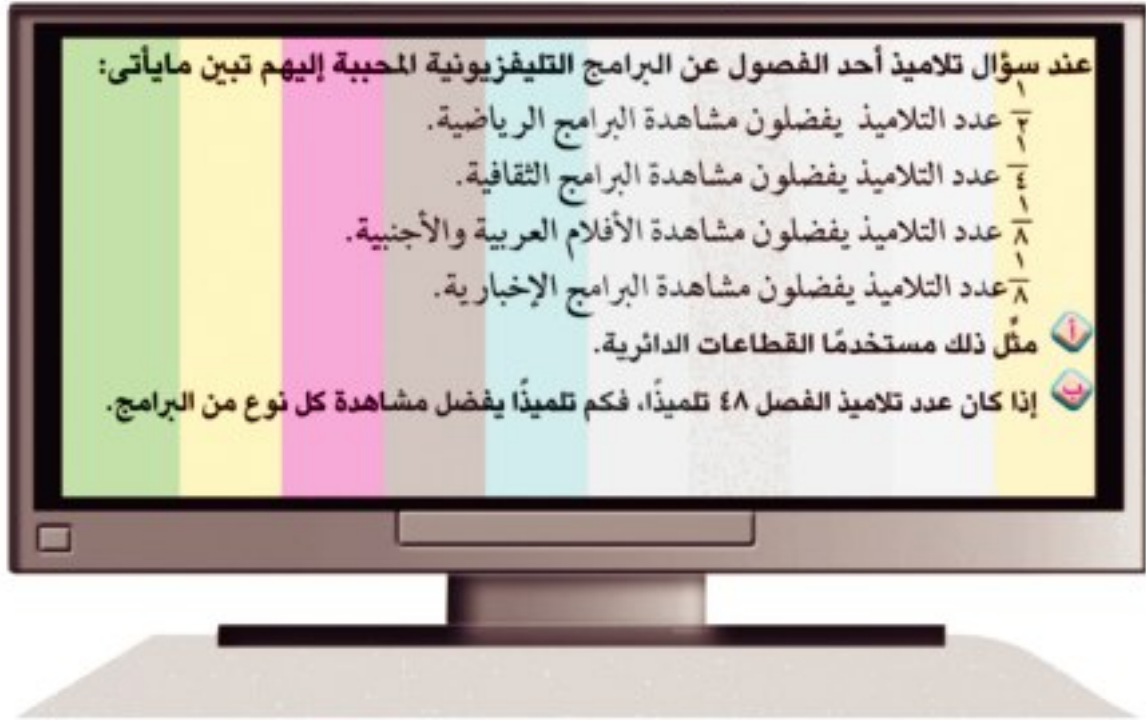 عند سؤال تلاميذ أحد الفصول عن البرامج التليفزيونية المحببة إليهم تبين مايأتى:
١/٢ عدد التلاميذ يفضلون مشاهدة البرامج الرياضية.
١/٤ عدد التلاميذ يفضلون مشاهدة البرامج الثقافية.
١/٨ عدد التلاميذ يفضلون مشاهدة الأفلام العربية والأجنبية.
١/٨ عدد التلاميذ يفضلون مشاهدة البرامج الإخبارية.
أ مثِّل ذلك مستخدمًا القطاعات الدائرية.
ب إذا كان عدد تلاميذ الفصل ٤٨ تلميذًا، فكم تلميذًا يفضل مشاهدة كل نوع من البرامج.